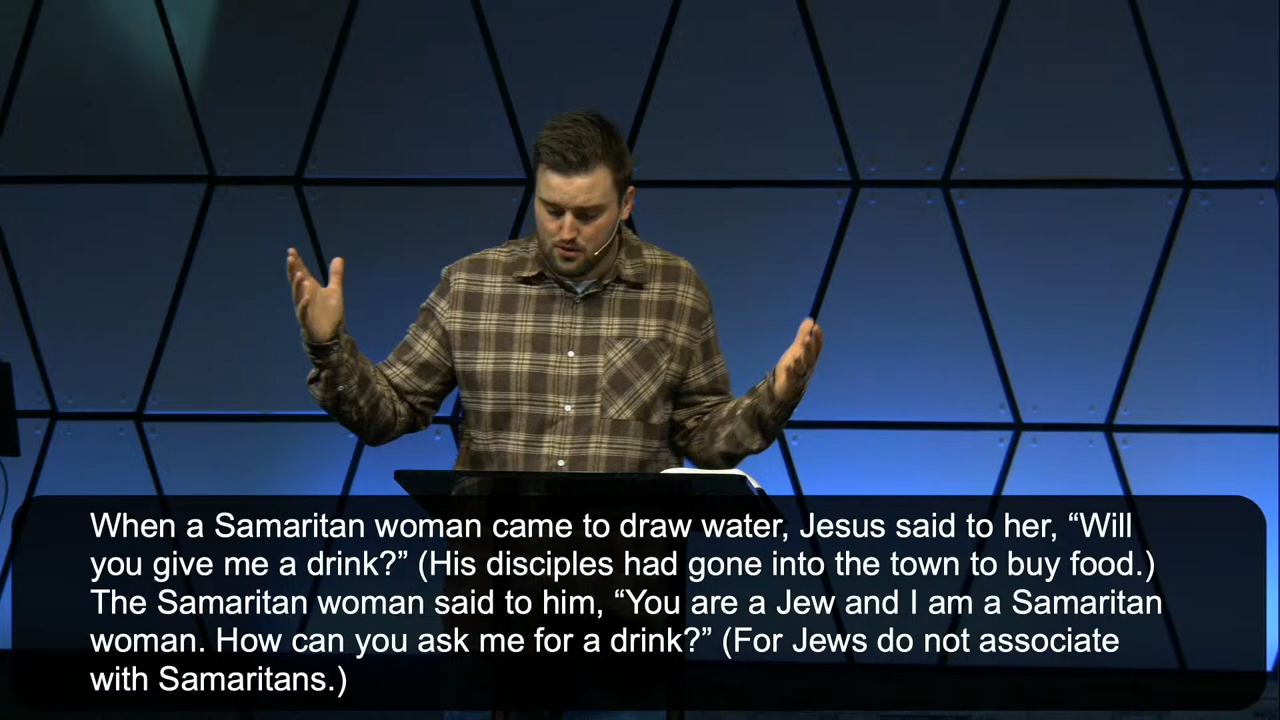 When a Samaritan woman came to draw water, Jesus said to her, “Will
you give me a drink?” (His disciples had gone into the town to buy food.)
The Samaritan woman said to him, “You are a Jew and I am a Samaritan
woman. How can you ask me for a drink?” (For Jews do not associate
with Samaritans.)